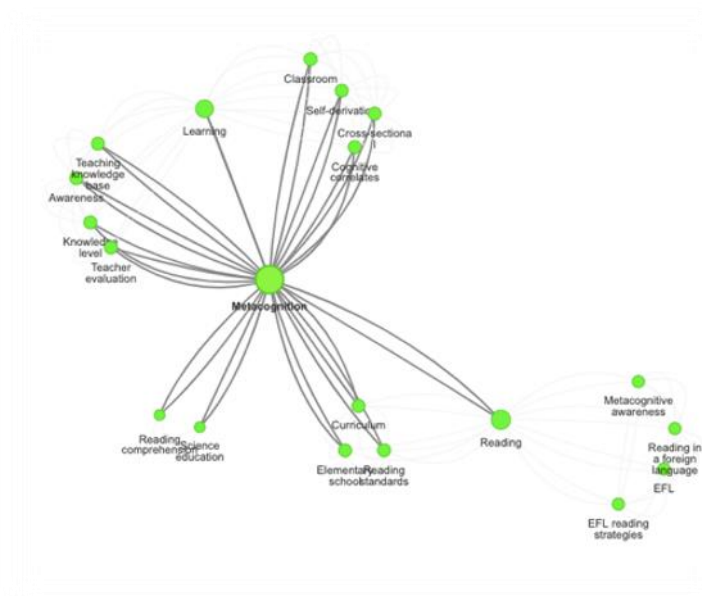 Classroom
Self-derivatio
Learning
Cross-sectiona
l
Cognitive
correlates
Teaching
knowledge
base
Awareness
Knowledge
level
Teacher
evaluation
Metacognition
Metacognitive
awareness
Curriculum
Reading
Reading
comprehension
Science
education
Reading in
a foreign
language
Elementary
school
Reading
standards
EFL
EFL reading
strategies